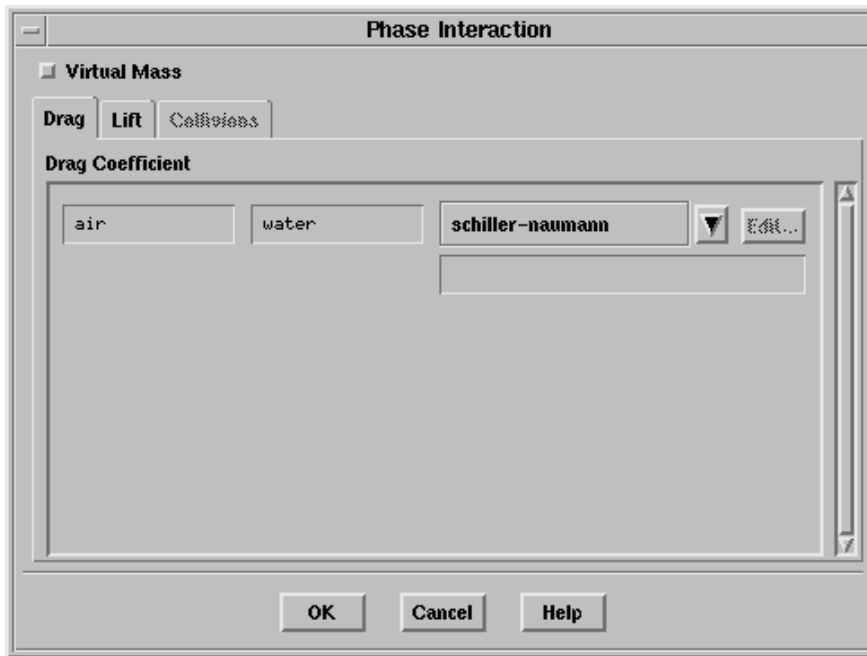 Phase Interaction
Virtual Mass
Drag Lift Collisions
Drag Coefficient
air water schiller-naumann Edit...
OK Cancel Help